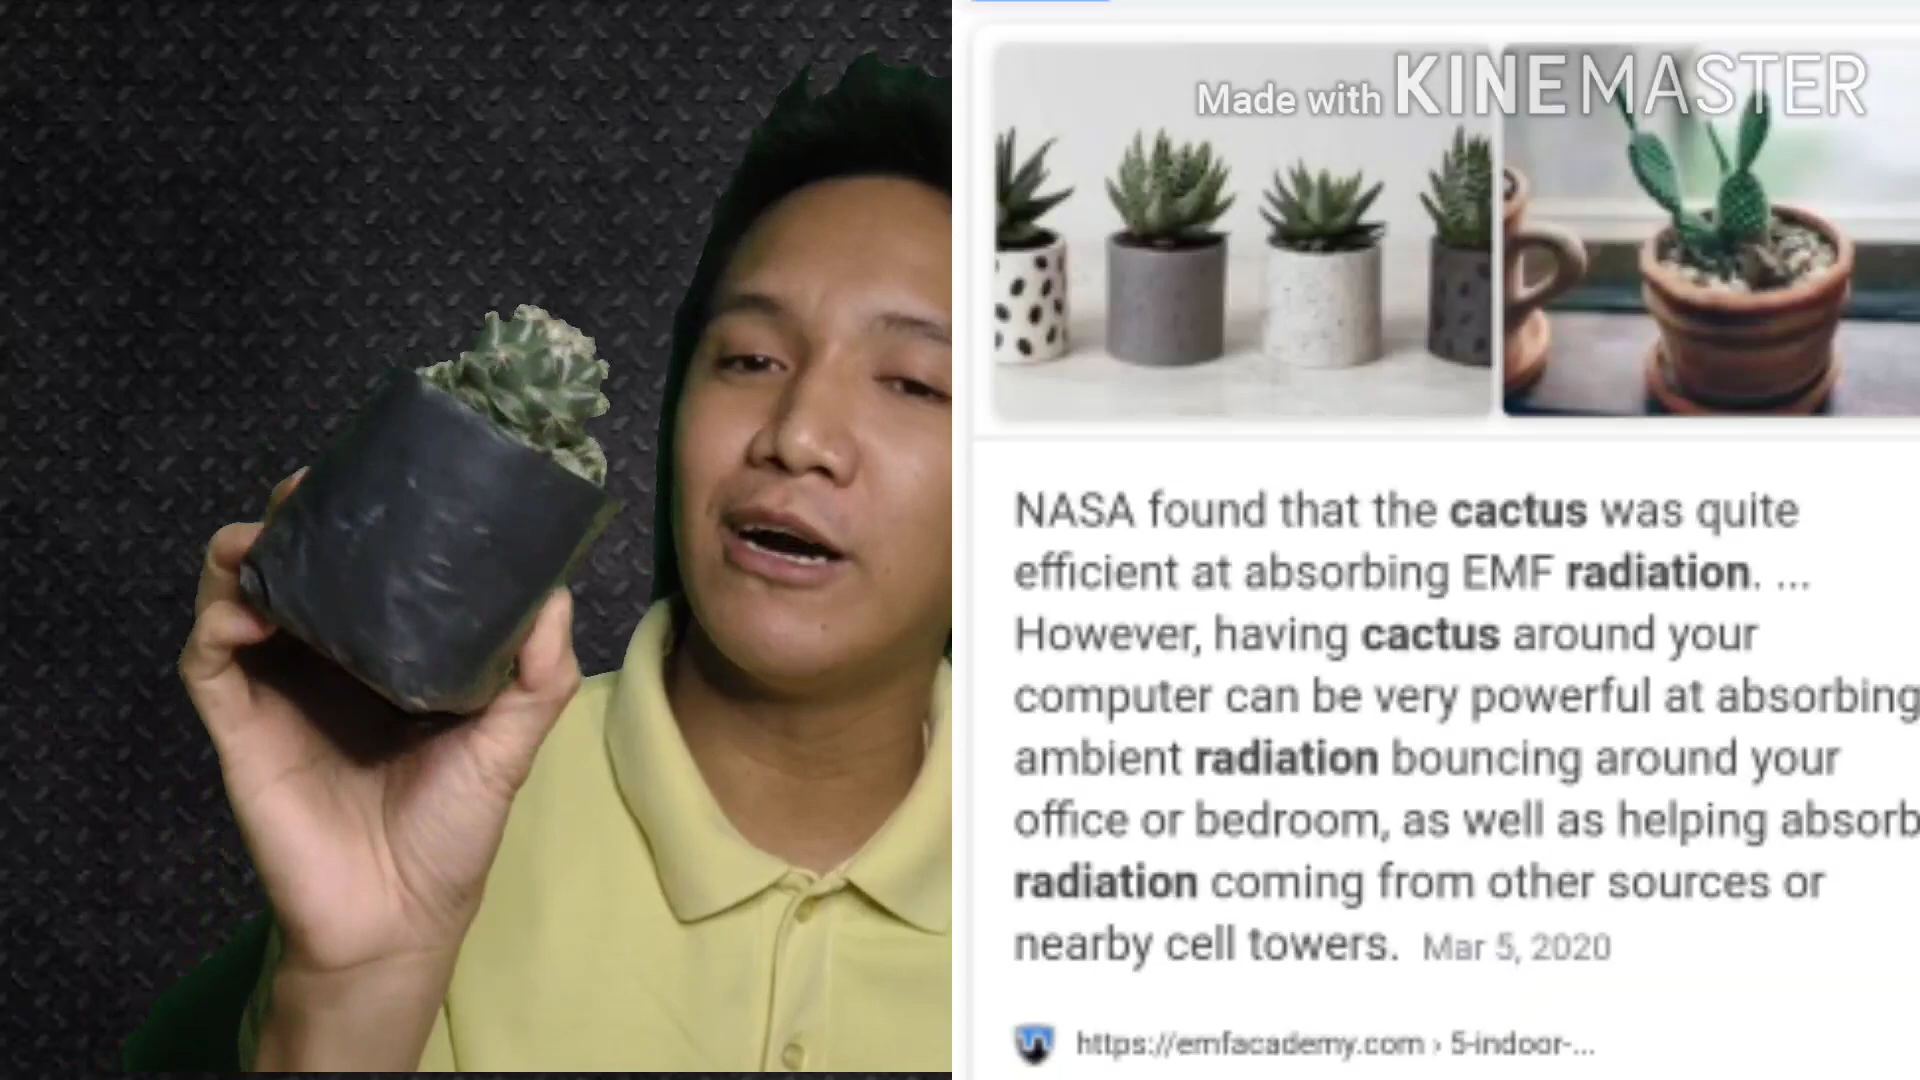 Made with KINEMASTER
NASA found that the cactus was quite
efficient at absorbing EMF radiation. ...
However, having cactus around your
computer can be very powerful at absorbing
ambient radiation bouncing around your
office or bedroom, as well as helping absorb
radiation coming from other sources or
nearby cell towers. Mar 5, 2020
https://emfacademy.com › 5-indoor-...